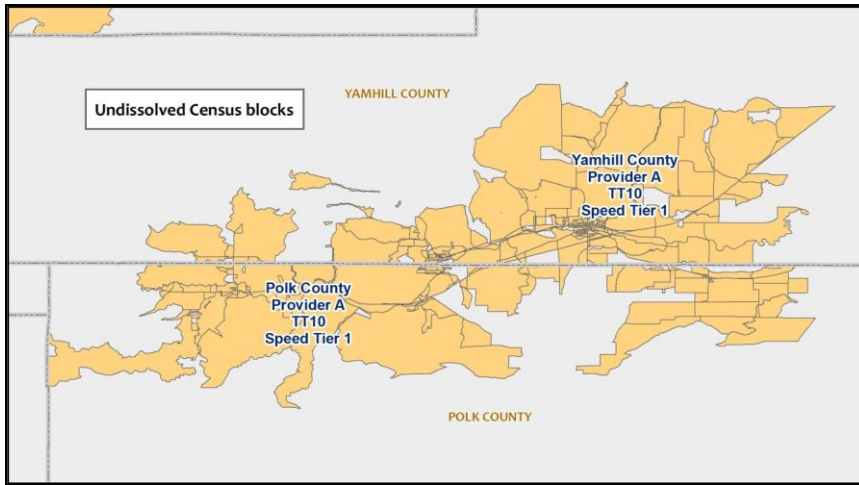 YAMHILL COUNTY
Undissolved Census blocks
Yamhill County
Provider A
TT10
Speed Tier 1
Polk County
Provider A
TT10
Speed Tier 1
POLK COUNTY